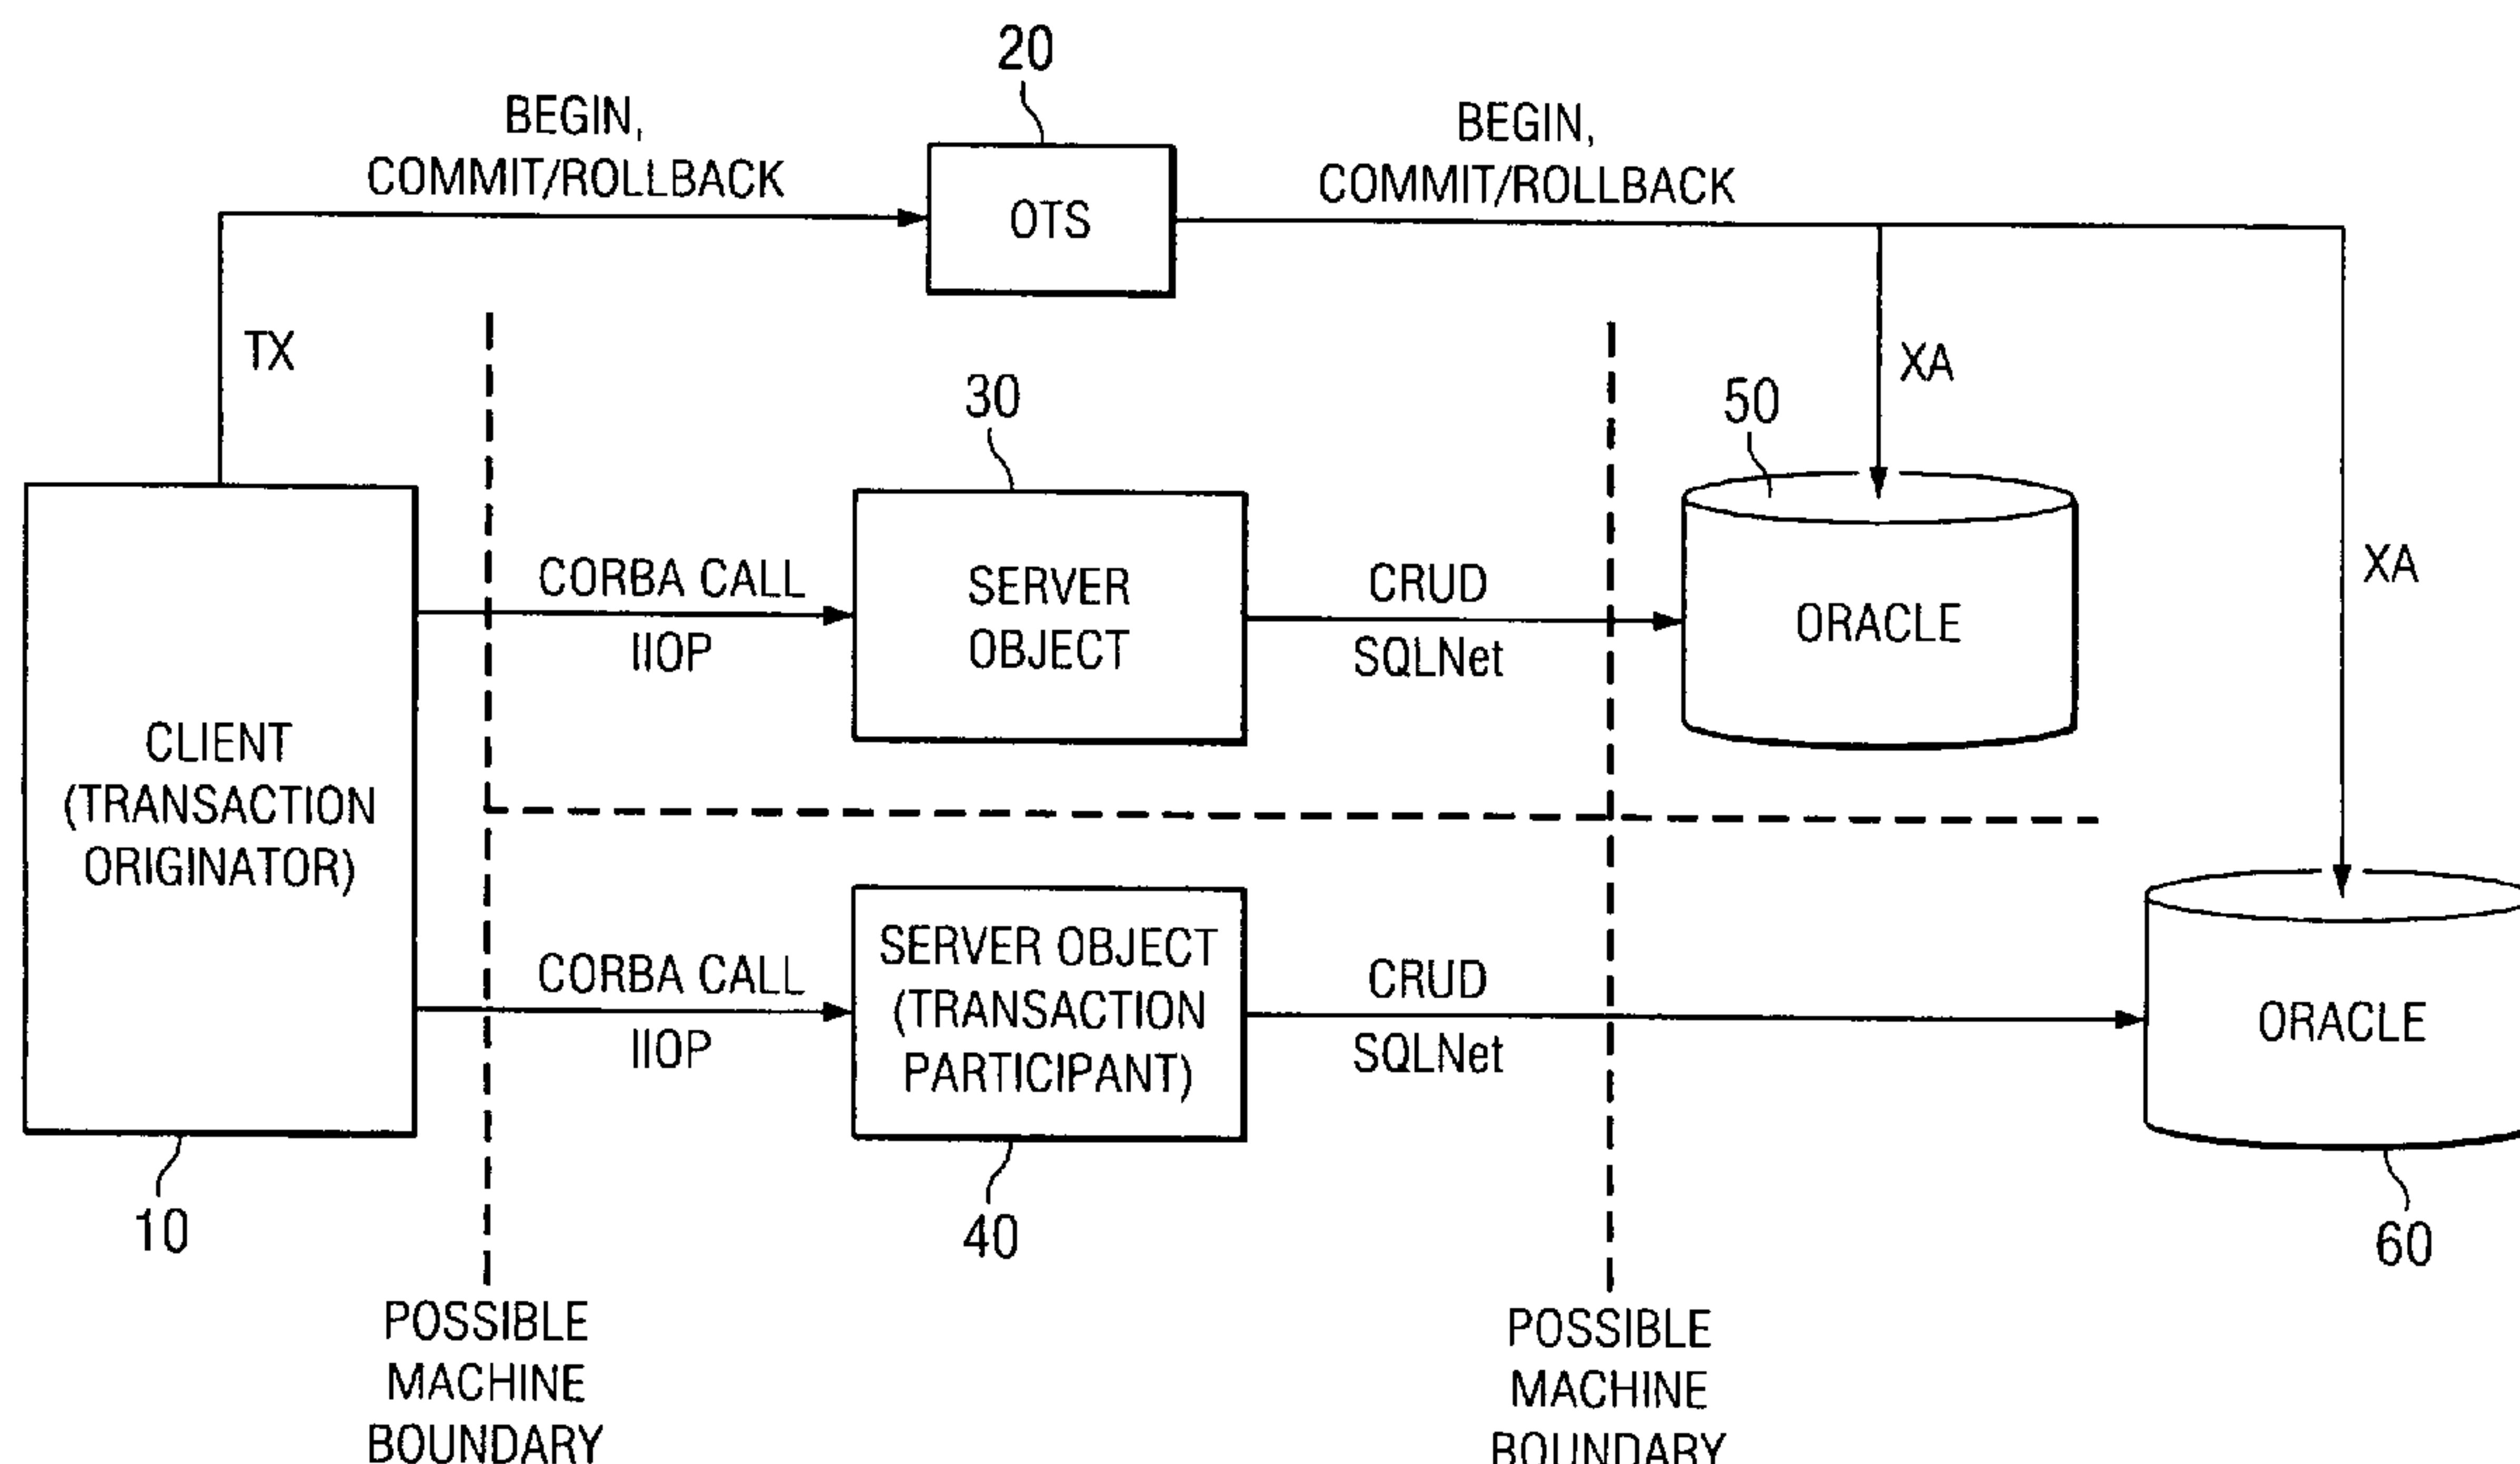 20
BEGIN,
COMMIT/ROLLBACK
BEGIN,
COMMIT/ROLLBACK
OTS
TX
XA
30
50
XA
CORBA CALL
IIOP
SERVER
OBJECT
CRUD
SQLNet
ORACLE
CLIENT
(TRANSACTION
ORIGINATOR)
CORBA CALL
IIOP
SERVER OBJECT
(TRANSACTION
PARTICIPANT)
CRUD
SQLNet
ORACLE
10
40
60
POSSIBLE
MACHINE
BOUNDARY
POSSIBLE
MACHINE
BOUNDARY